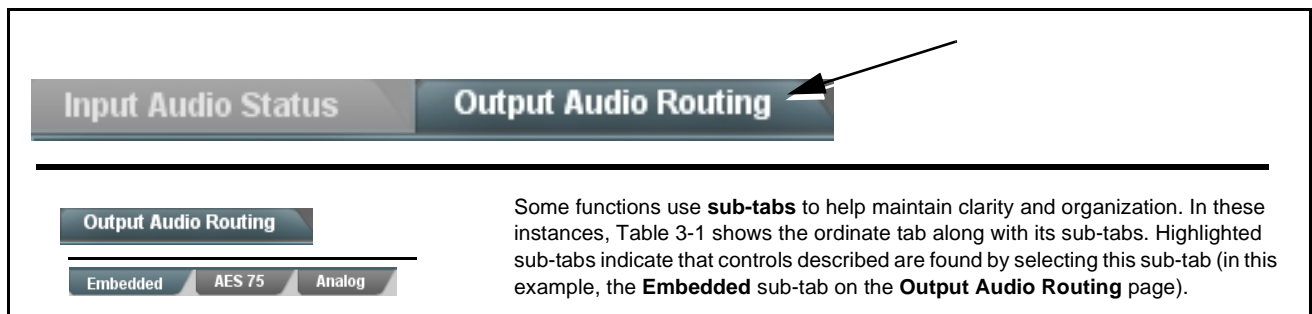 Input Audio Status Output Audio Routing
Output Audio Routing
Embedded AES 75 Analog
Some functions use sub-tabs to help maintain clarity and organization. In these
instances, Table 3-1 shows the ordinate tab along with its sub-tabs. Highlighted
sub-tabs indicate that controls described are found by selecting this sub-tab (in this
example, the Embedded sub-tab on the Output Audio Routing page).